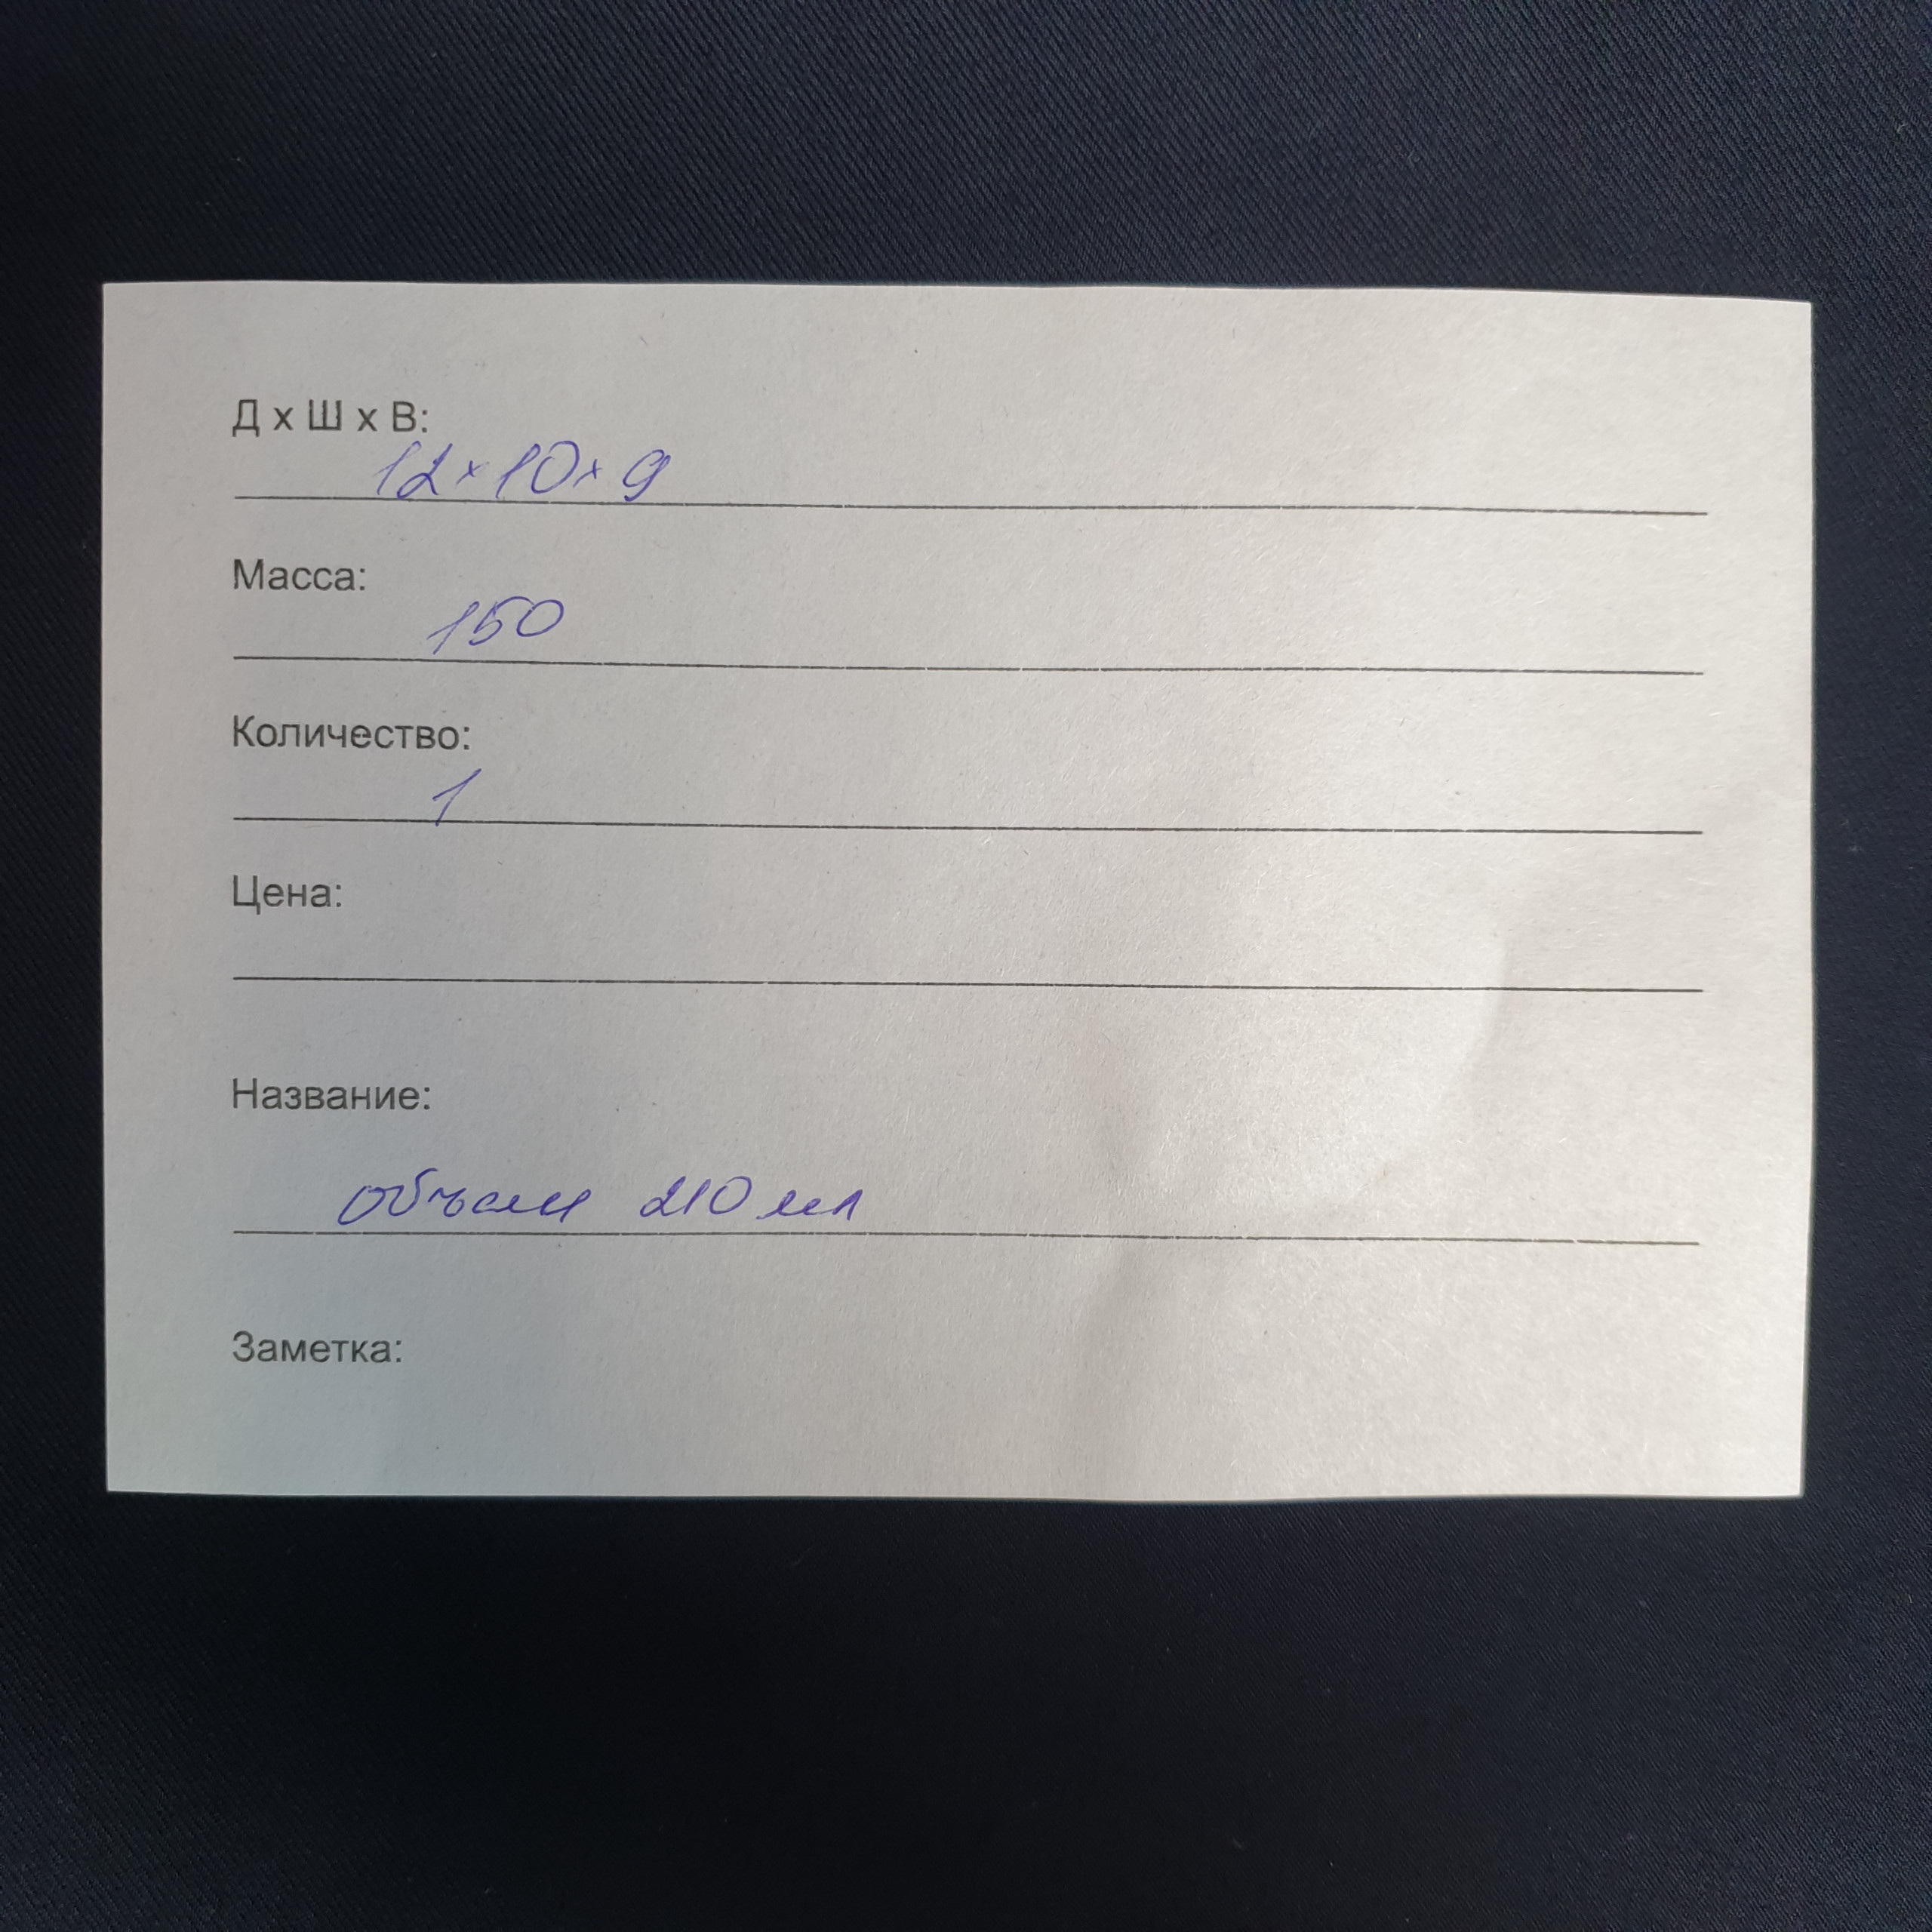 Д х Ш х В:
12×10×9
Масса:
150
Количество:
1
Цена:
Название:
объем 210 мл
Заметка: